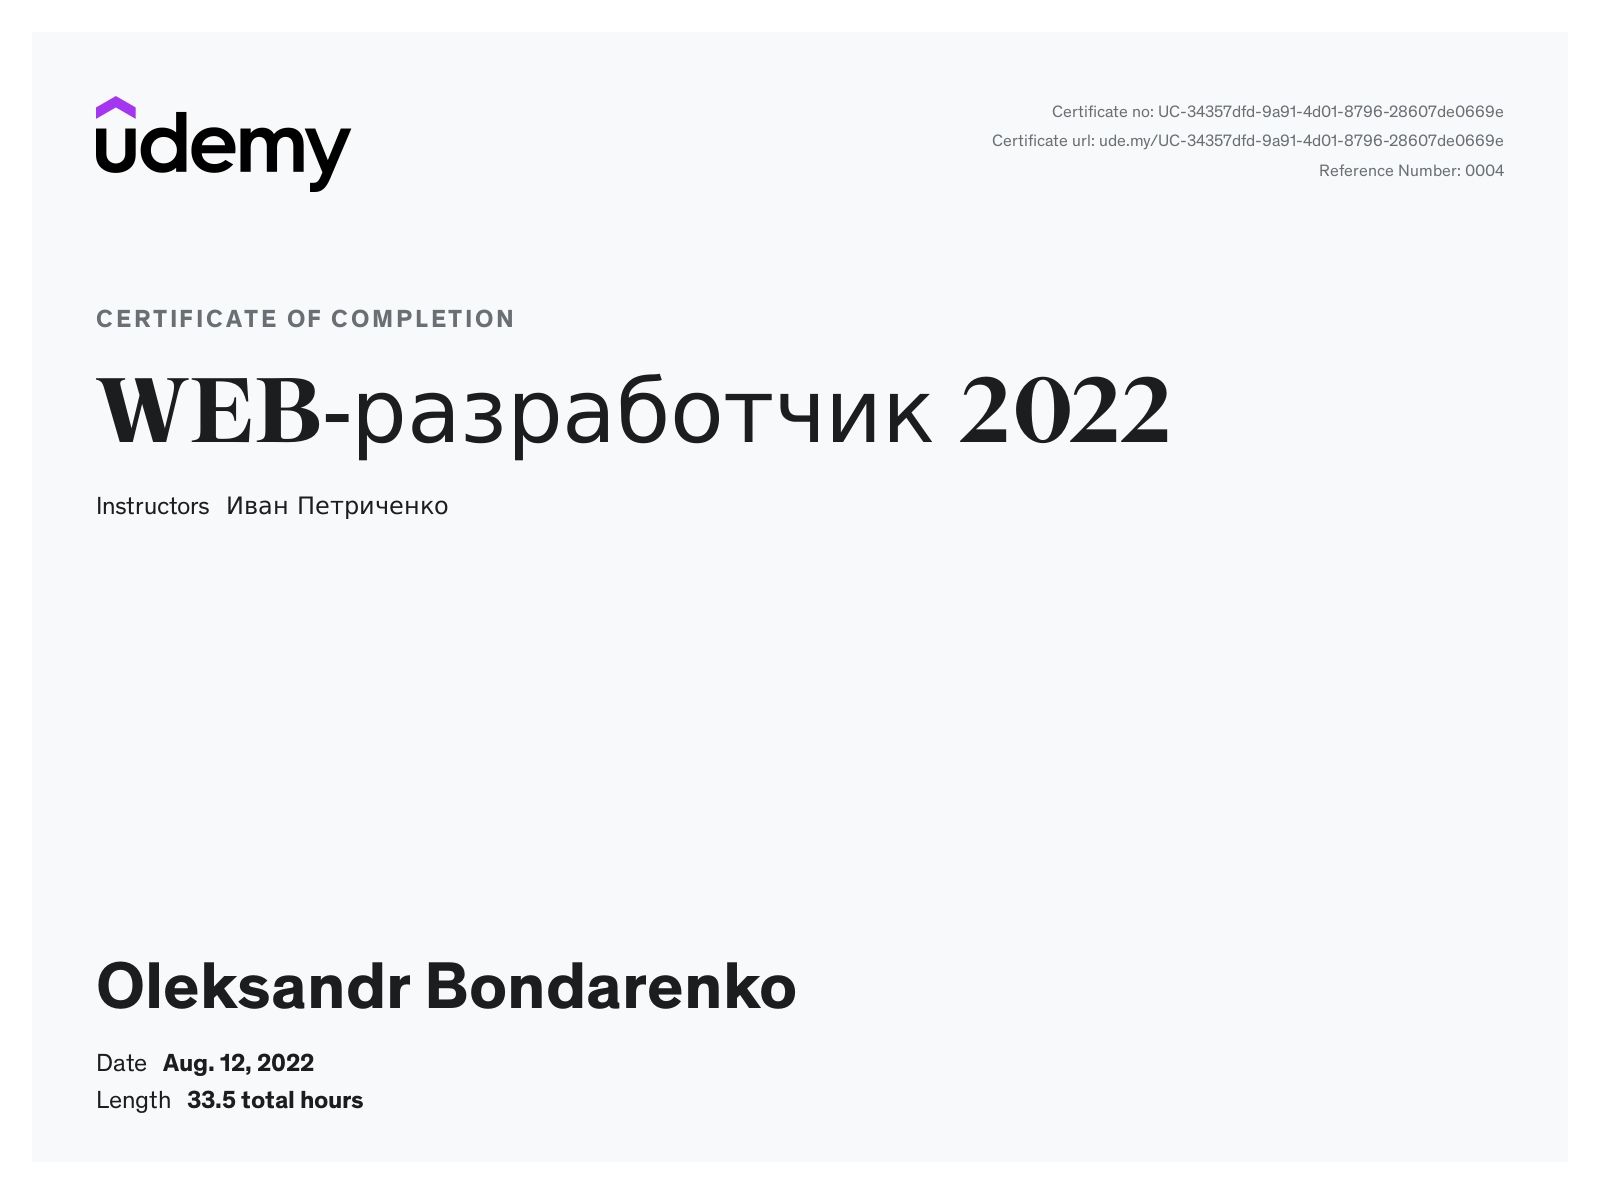 udemy
Certificate no: UC-34357dfd-9a91-4d01-8796-28607de0669e
Certificate url: ude.my/UC-34357dfd-9a91-4d01-8796-28607de0669e
Reference Number: 0004
CERTIFICATE OF COMPLETION
WEB-разработчик 2022
Instructors Иван Петриченко
Oleksandr Bondarenko
Date Aug. 12, 2022
Length 33.5 total hours